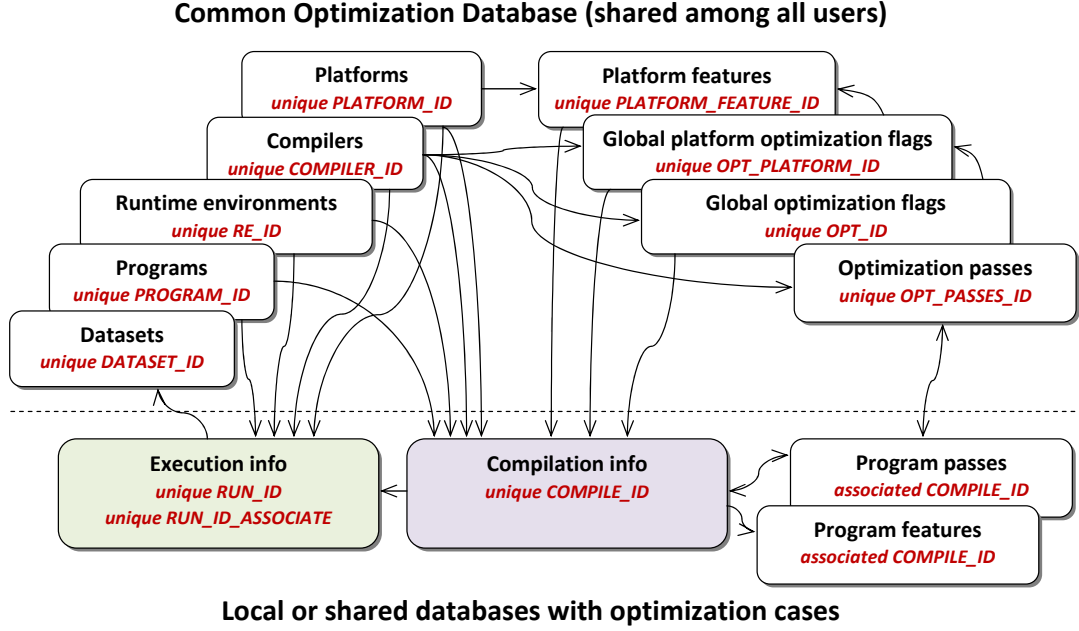 Common Optimization Database (shared among all users)
Platforms
unique PLATFORM_ID
Platform features
unique PLATFORM_FEATURE_ID
Compilers
unique COMPILER_ID
Global platform optimization flags
unique OPT_PLATFORM_ID
Runtime environments
unique RE_ID
Global optimization flags
unique OPT_ID
Programs
unique PROGRAM_ID
Optimization passes
unique OPT_PASSES_ID
Datasets
unique DATASET_ID
Execution info
unique RUN_ID
unique RUN_ID_ASSOCIATE
Compilation info
unique COMPILE_ID
Program passes
associated COMPILE_ID
Program features
associated COMPILE_ID
Local or shared databases with optimization cases